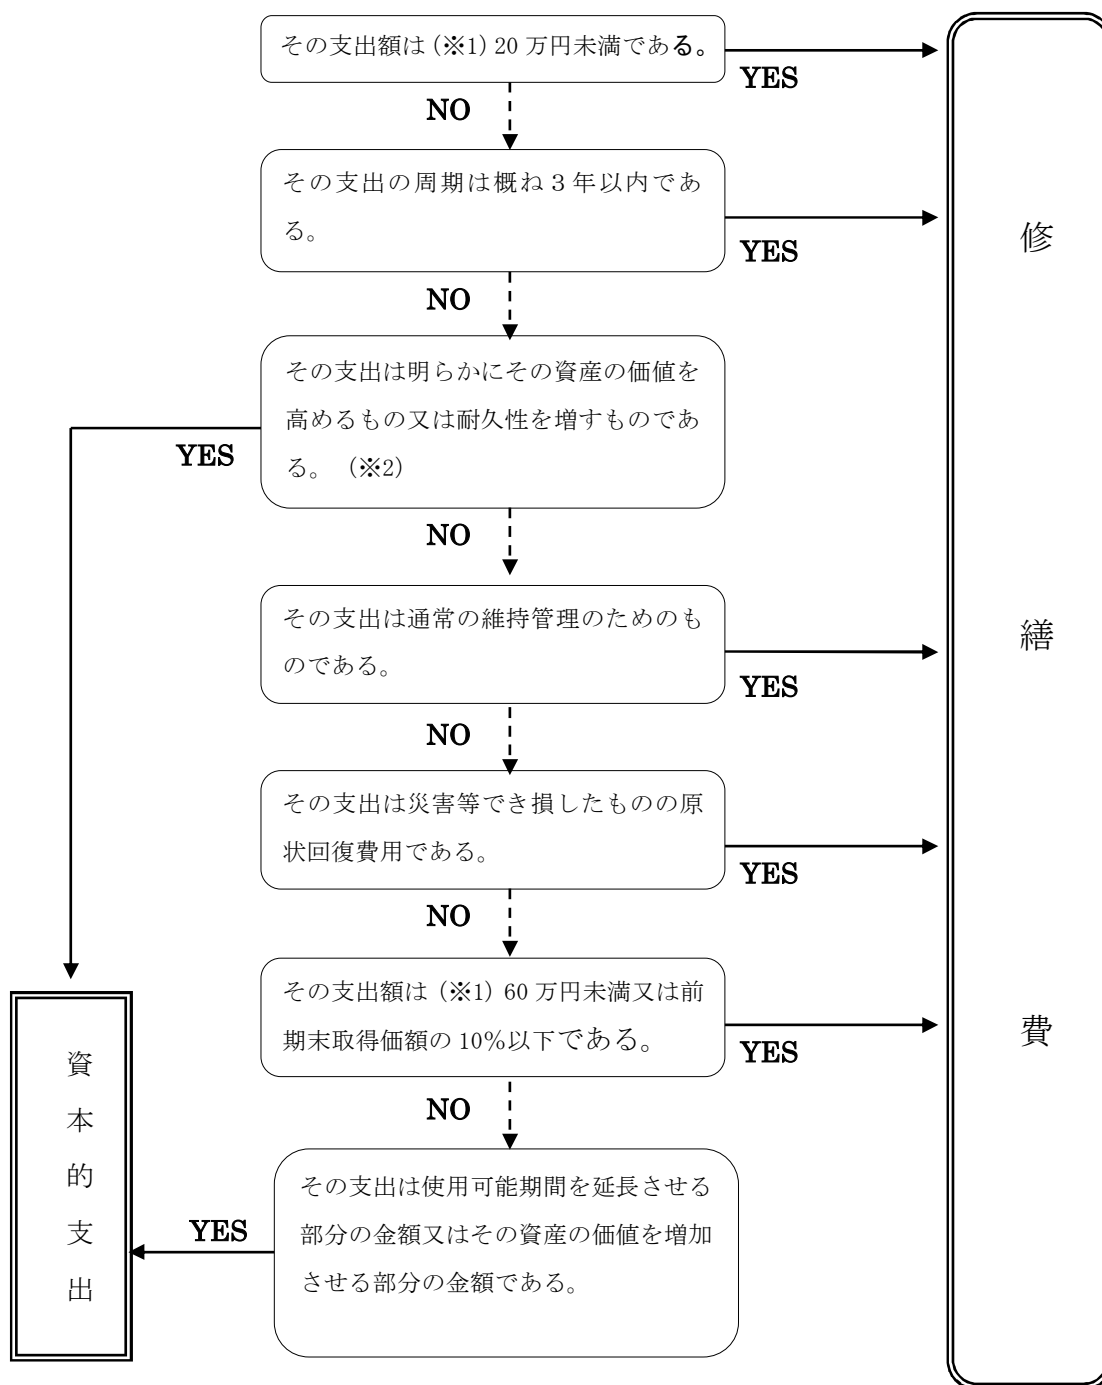 その支出額は（※1）20 万円未満である。
YES
NO
その支出の周期は概ね３年以内であ
る。
YES
NO
その支出は明らかにその資産の価値を
高めるもの又は耐久性を増すものであ
る。（※2）
YES
NO
その支出は通常の維持管理のためのも
のである。
YES
NO
その支出は災害等でき損したものの原
状回復費用である。
YES
NO
その支出額は（※1）60 万円未満又は前
期末取得価額の 10％以下である。
YES
NO
その支出は使用可能期間を延長させる
部分の金額又はその資産の価値を増加
させる部分の金額である。
YES
資本的支出
修繕費